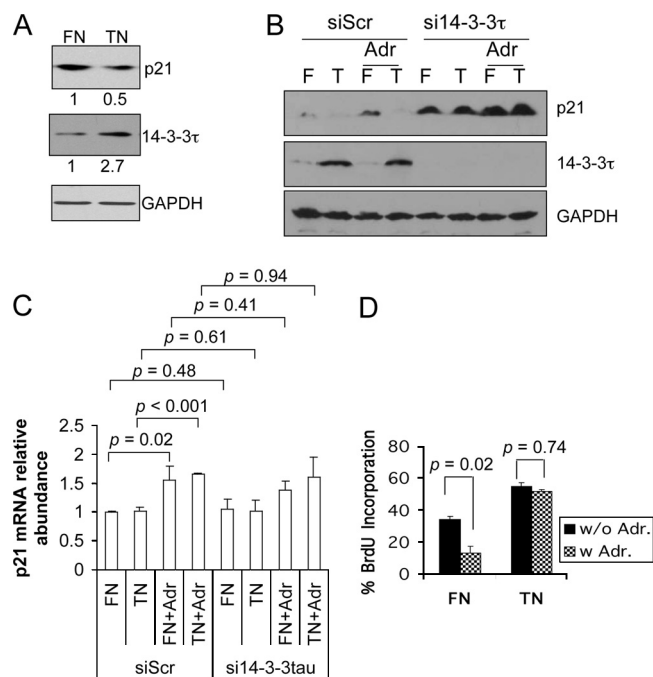 A
FN TN
p21
1 0.5
14-3-3τ
1 2.7
GAPDH
B
siScr si14-3-3τ
Adr Adr
F T F T F T F T
p21
14-3-3τ
GAPDH
C
p = 0.94
p = 0.41
p = 0.61
p = 0.48
p < 0.001
p = 0.02
p21 mRNA relative
abundance
2.5
2
1.5
1
0.5
0
FN TN FN+Adr TN+Adr FN TN FN+Adr TN+Adr
siScr si14-3-3tau
D
% BrdU Incorporation
80
60
40
20
0
p = 0.02
p = 0.74
FN TN
w/o Adr.
w Adr.